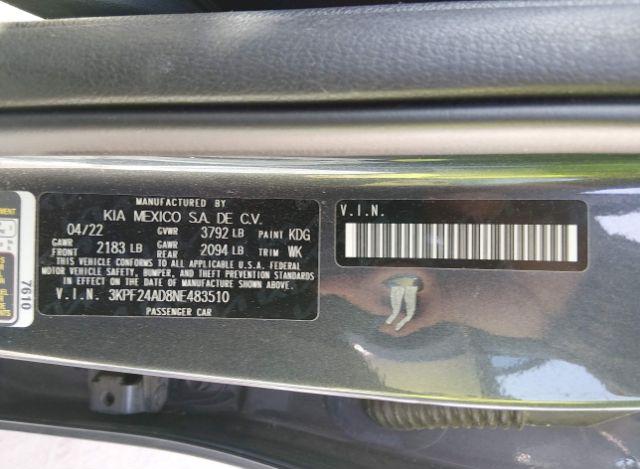 MANUFACTURED BY
KIA MEXICO S.A. DE C.V.
04/22 GVWR 3792 LB PAINT KDG
GAWR FRONT 2183 LB GAWR REAR 2094 LB TRIM WK
THIS VEHICLE CONFORMS TO ALL APPLICABLE U.S.A. FEDERAL
MOTOR VEHICLE SAFETY, BUMPER, AND THEFT PREVENTION STANDARDS
IN EFFECT ON THE DATE OF MANUFACTURE SHOWN ABOVE.
V.I.N. 3KPF24AD8NE483510
PASSENGER CAR
V.I.N.
7610